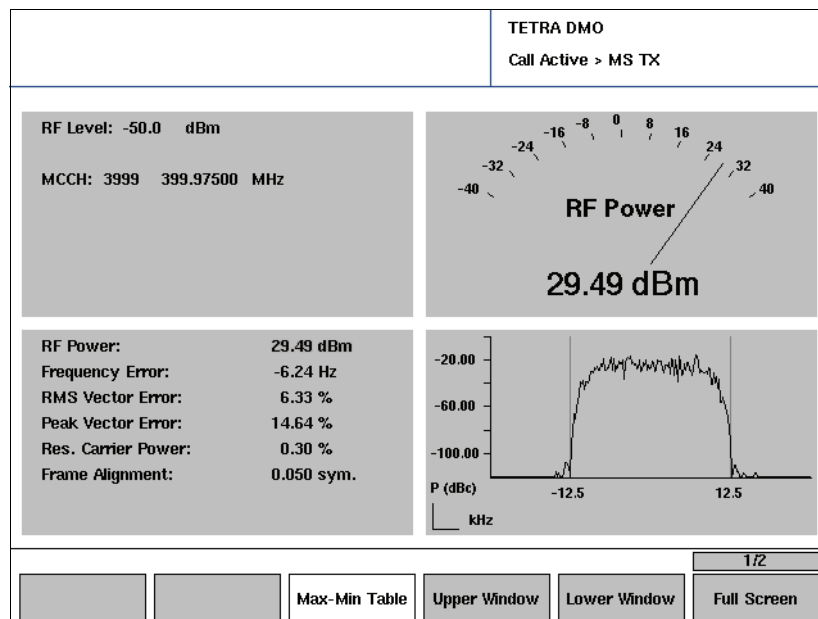 TETRA DMO
Call Active > MS TX
RF Level: -50.0 dBm
MCCH: 3999 399.97500 MHz
-40 -32 -24 -16 -8 0 8 16 24 32 40
RF Power
29.49 dBm
RF Power: 29.49 dBm
Frequency Error: -6.24 Hz
RMS Vector Error: 6.33 %
Peak Vector Error: 14.64 %
Res. Carrier Power: 0.30 %
Frame Alignment: 0.050 sym.
-20.00
-60.00
-100.00
P (dBc)
-12.5 12.5
kHz
1/2
Max-Min Table Upper Window Lower Window Full Screen